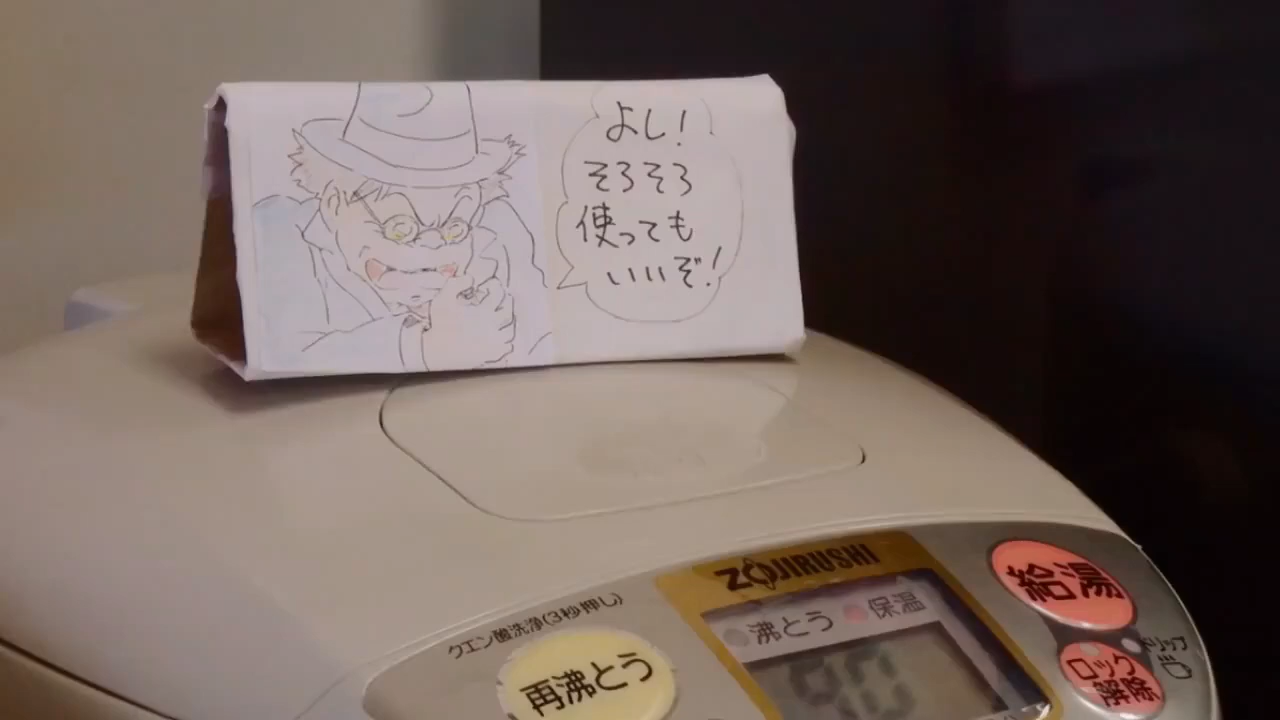 よし!
そろそろ
使っても
いいぞ!
ZOJIRUSHI
クエン酸洗浄(3秒押し)
再沸とう
沸とう
保温
90
給湯
ロック
解除